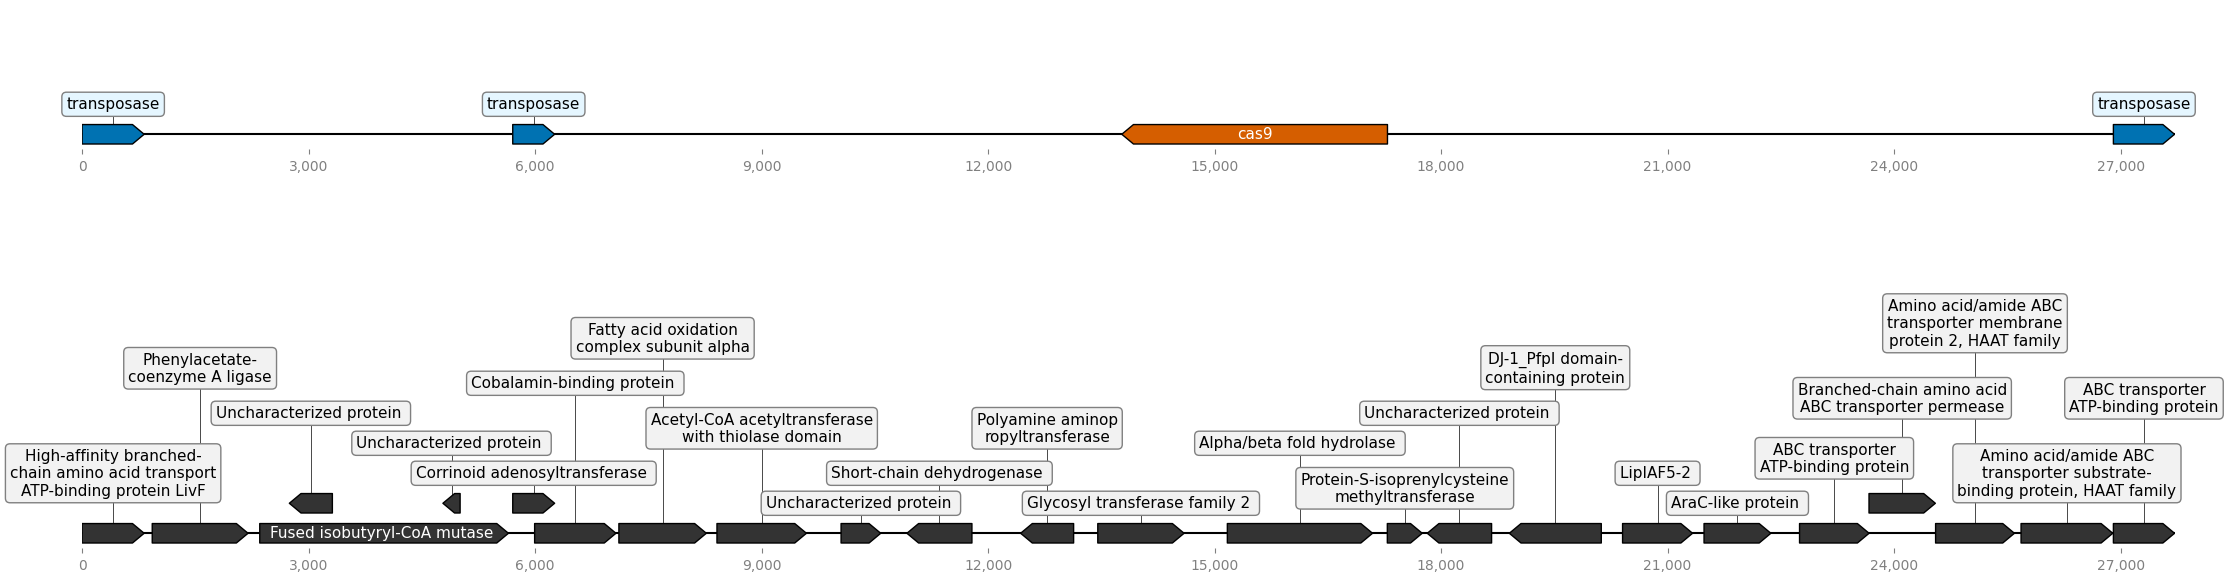 transposase
transposase
transposase
cas9
0
3,000
6,000
9,000
12,000
15,000
18,000
21,000
24,000
27,000
Amino acid/amide ABC
transporter membrane
protein 2, HAAT family
Fatty acid oxidation
complex subunit alpha
Phenylacetate-
coenzyme A ligase
DJ-1_PfpI domain-
containing protein
Cobalamin-binding protein
Branched-chain amino acid
ABC transporter permease
ABC transporter
ATP-binding protein
Uncharacterized protein
Uncharacterized protein
Acetyl-CoA acetyltransferase
with thiolase domain
Polyamine aminop
ropyltransferase
Uncharacterized protein
Alpha/beta fold hydrolase
ABC transporter
ATP-binding protein
High-affinity branched-
chain amino acid transport
ATP-binding protein LivF
Amino acid/amide ABC
transporter substrate-
binding protein, HAAT family
Corrinoid adenosyltransferase
Short-chain dehydrogenase
Protein-S-isoprenylcysteine
methyltransferase
LipIAF5-2
Uncharacterized protein
Glycosyl transferase family 2
AraC-like protein
Fused isobutyryl-CoA mutase
0
3,000
6,000
9,000
12,000
15,000
18,000
21,000
24,000
27,000